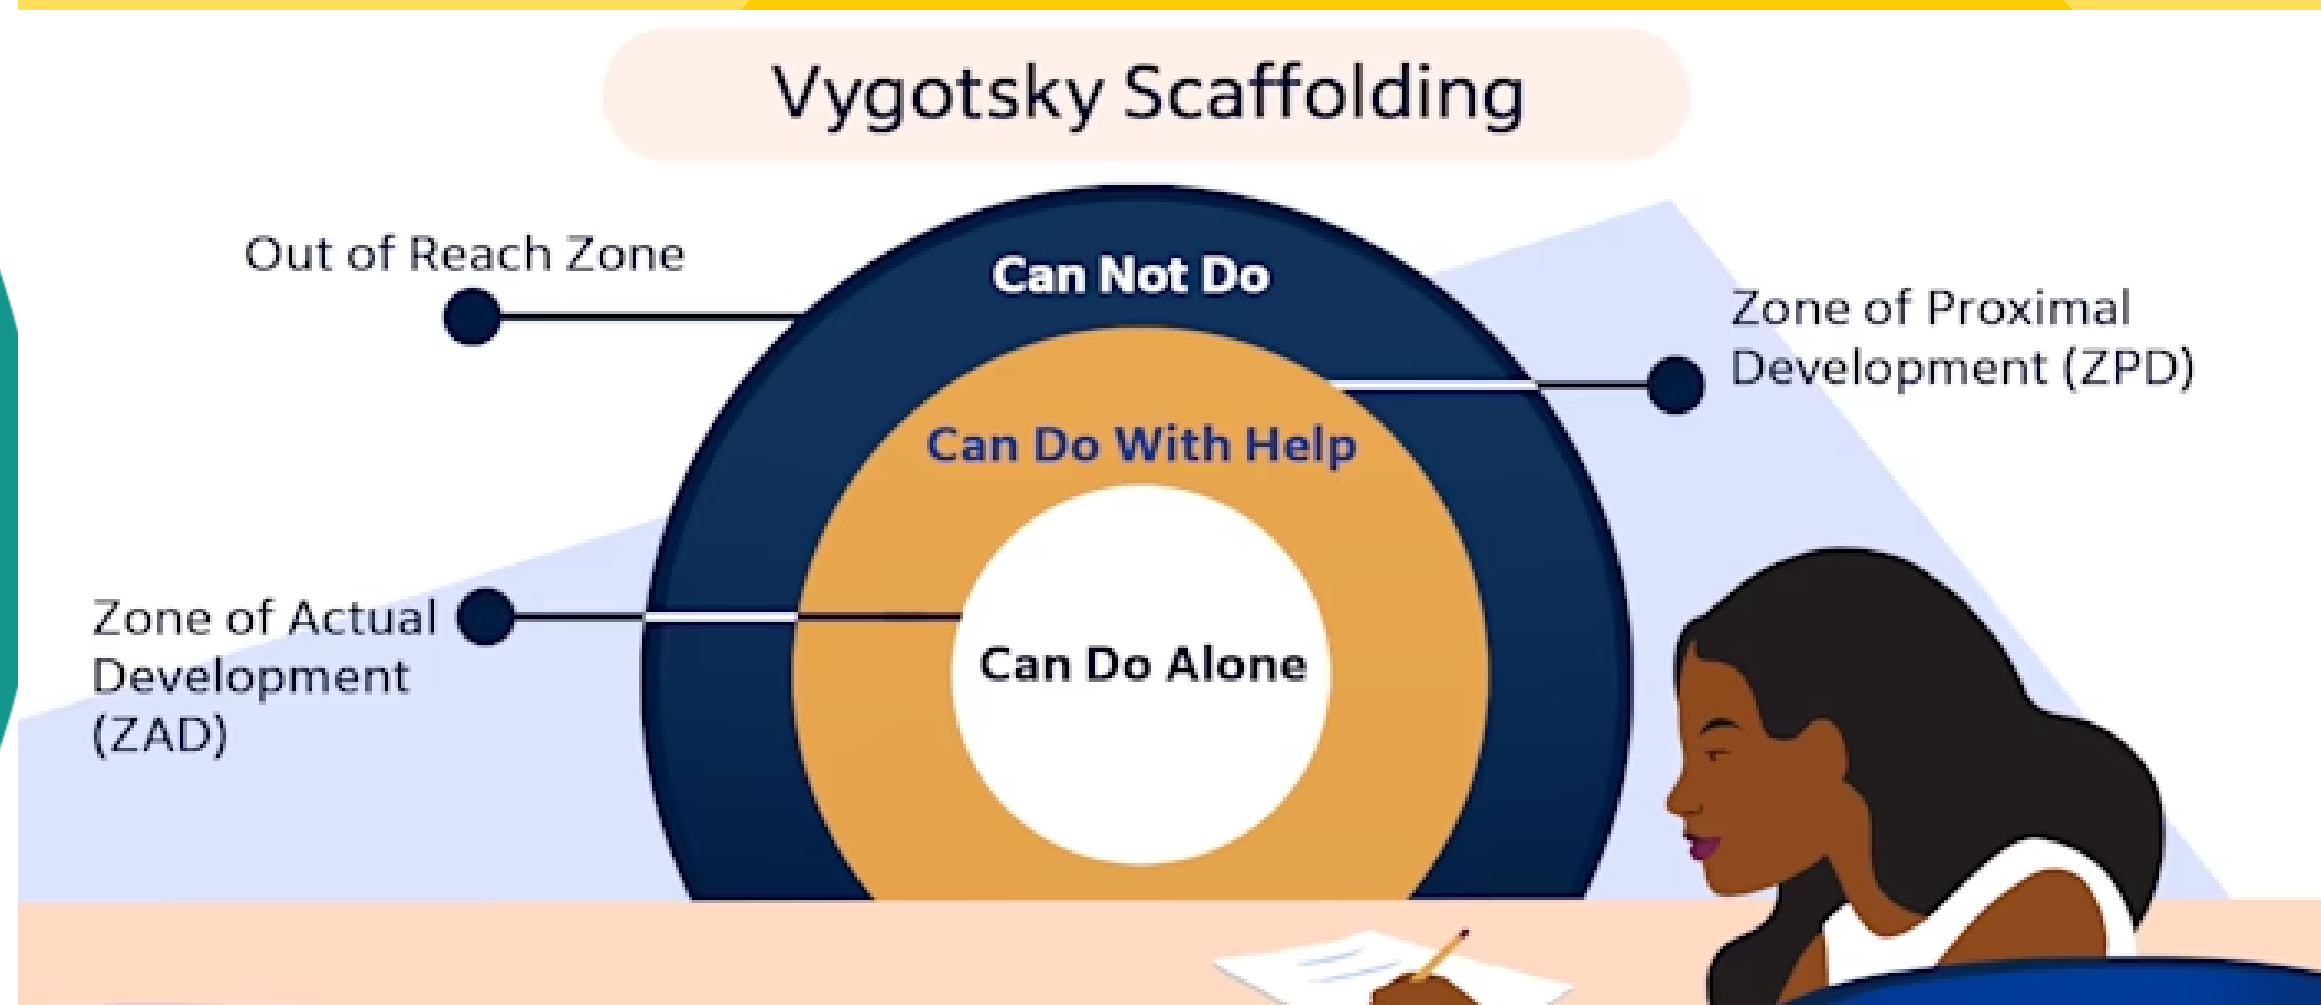 Vygotsky Scaffolding
Out of Reach Zone
Can Not Do
Zone of Proximal
Development (ZPD)
Can Do With Help
Zone of Actual
Development
(ZAD)
Can Do Alone